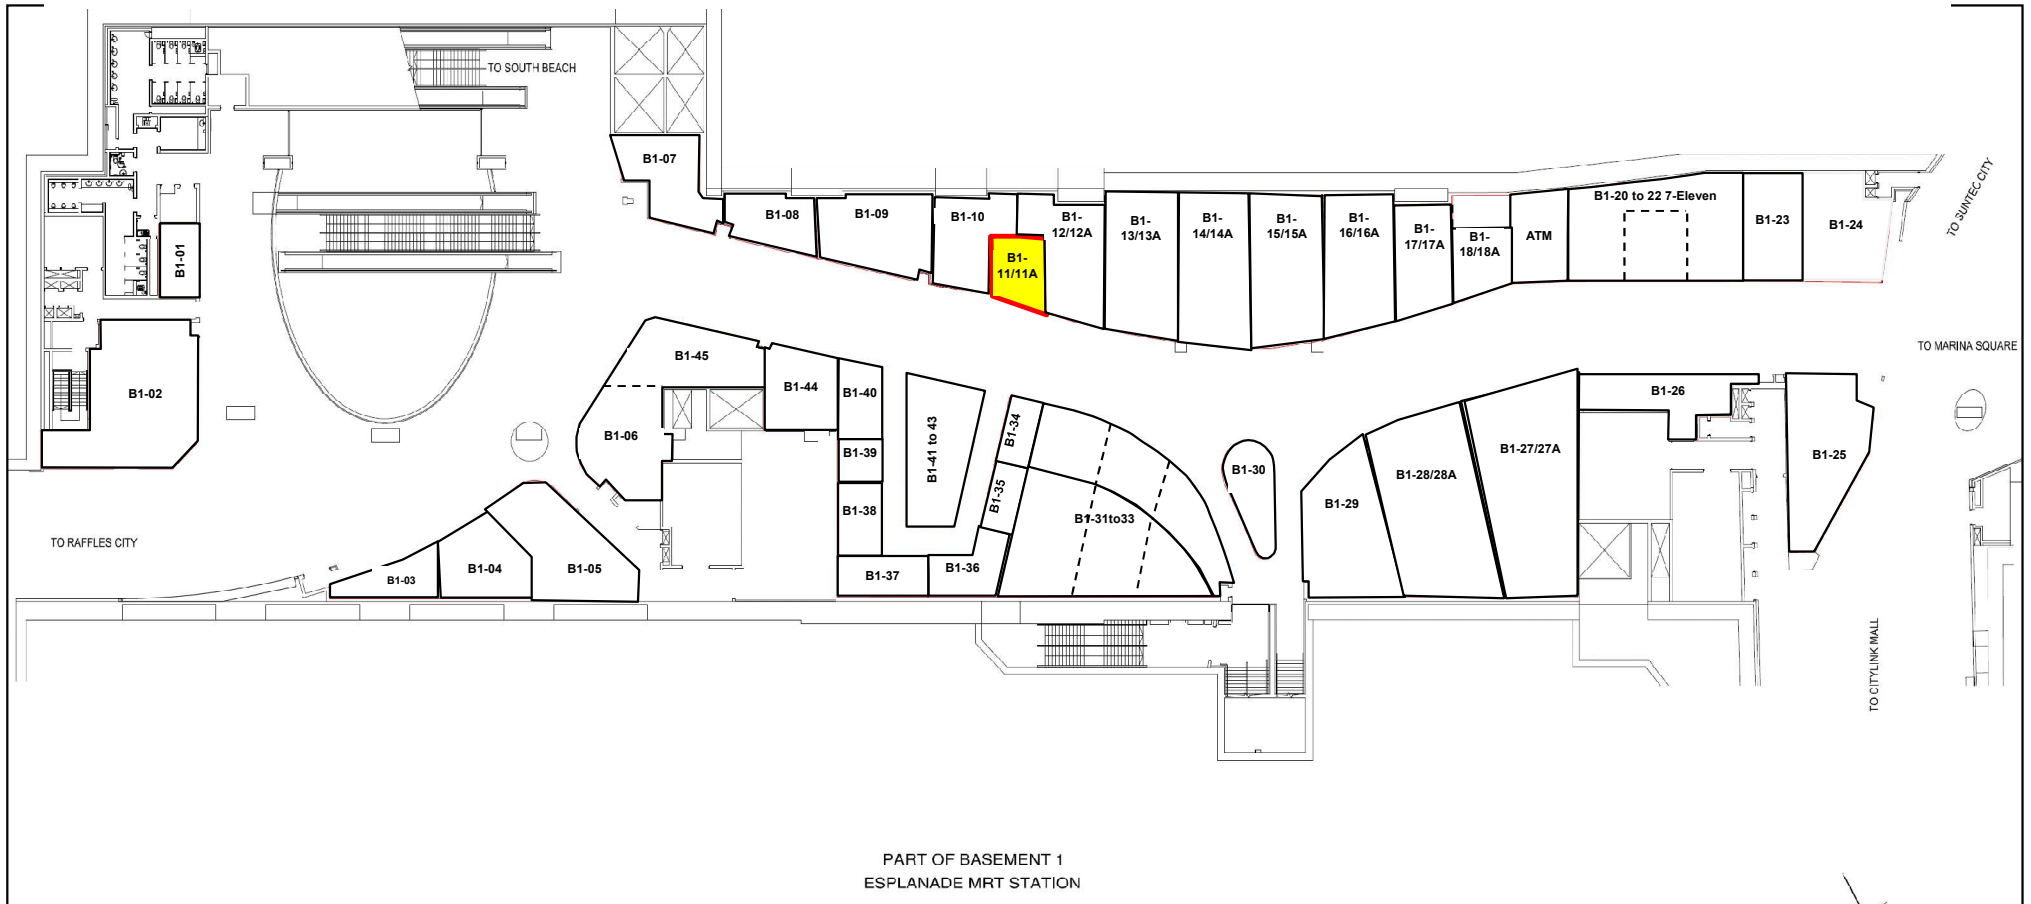 TO SOUTH BEACH
B1-07
B1-08
B1-09
B1-10
B1-
11/11A
B1-
12/12A
B1-
13/13A
B1-
14/14A
B1-
15/15A
B1-
16/16A
B1-
17/17A
B1-
18/18A
ATM
B1-20 to 22 7-Eleven
B1-23
B1-24
TO SUNTEC CITY
B1-01
B1-02
B1-45
B1-44
B1-40
B1-06
B1-39
B1-38
B1-41 to 43
B1-34
B1-35
B1-31to33
B1-30
B1-29
B1-28/28A
B1-27/27A
B1-26
B1-25
TO MARINA SQUARE
TO RAFFLES CITY
B1-03
B1-04
B1-05
B1-37
B1-36
TO CITYLINK MALL
PART OF BASEMENT 1
ESPLANADE MRT STATION